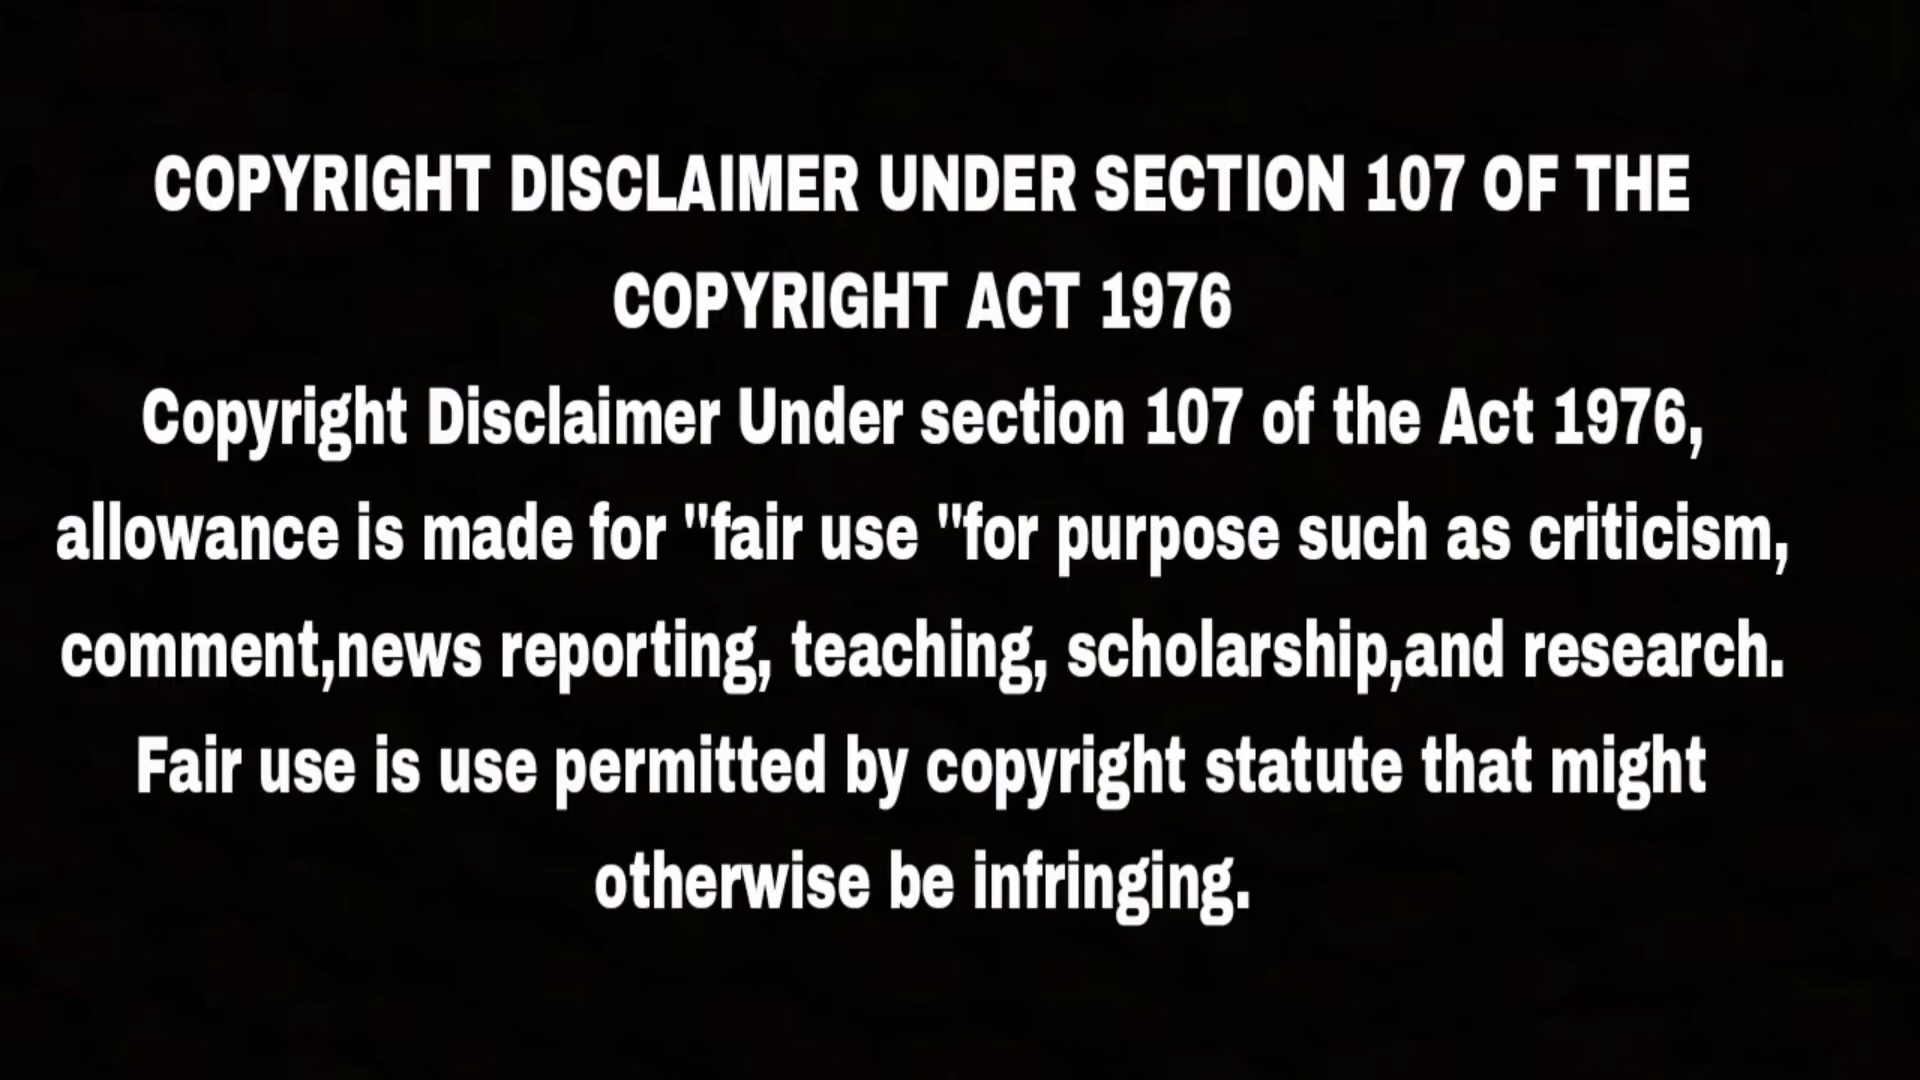 COPYRIGHT DISCLAIMER UNDER SECTION 107 OF THE
COPYRIGHT ACT 1976
Copyright Disclaimer Under section 107 of the Act 1976,
allowance is made for "fair use "for purpose such as criticism,
comment,news reporting, teaching, scholarship,and research.
Fair use is use permitted by copyright statute that might
otherwise be infringing.